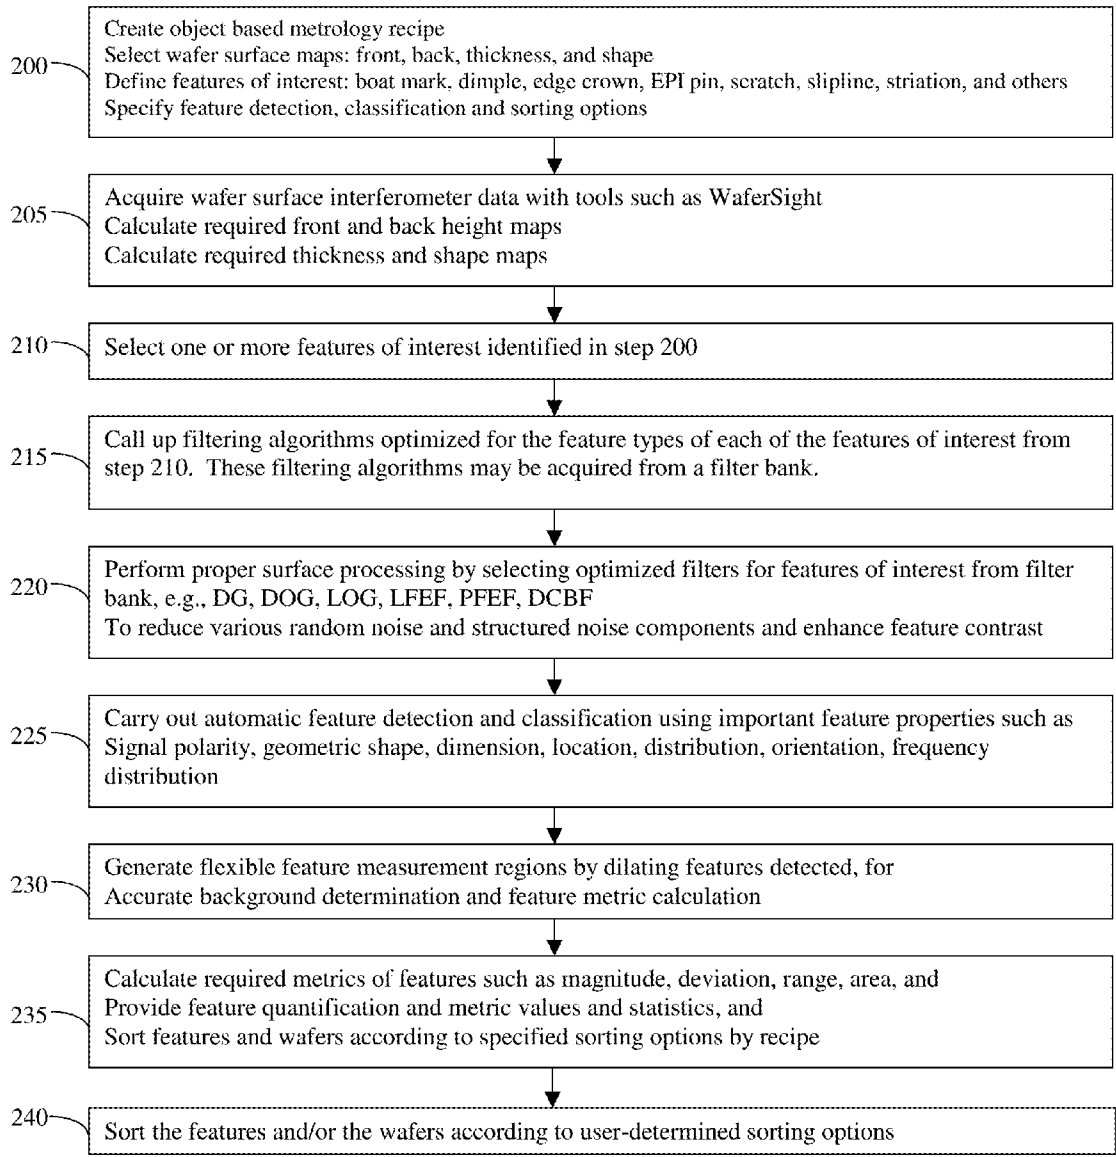 200
Create object based metrology recipe
Select wafer surface maps: front, back, thickness, and shape
Define features of interest: boat mark, dimple, edge crown, EPI pin, scratch, slipline, striation, and others
Specify feature detection, classification and sorting options
205
Acquire wafer surface interferometer data with tools such as WaferSight
Calculate required front and back height maps
Calculate required thickness and shape maps
210
Select one or more features of interest identified in step 200
215
Call up filtering algorithms optimized for the feature types of each of the features of interest from
step 210.  These filtering algorithms may be acquired from a filter bank.
220
Perform proper surface processing by selecting optimized filters for features of interest from filter
bank, e.g., DG, DOG, LOG, LFEF, PFEF, DCBF
To reduce various random noise and structured noise components and enhance feature contrast
225
Carry out automatic feature detection and classification using important feature properties such as
Signal polarity, geometric shape, dimension, location, distribution, orientation, frequency
distribution
230
Generate flexible feature measurement regions by dilating features detected, for
Accurate background determination and feature metric calculation
235
Calculate required metrics of features such as magnitude, deviation, range, area, and
Provide feature quantification and metric values and statistics, and
Sort features and wafers according to specified sorting options by recipe
240
Sort the features and/or the wafers according to user-determined sorting options